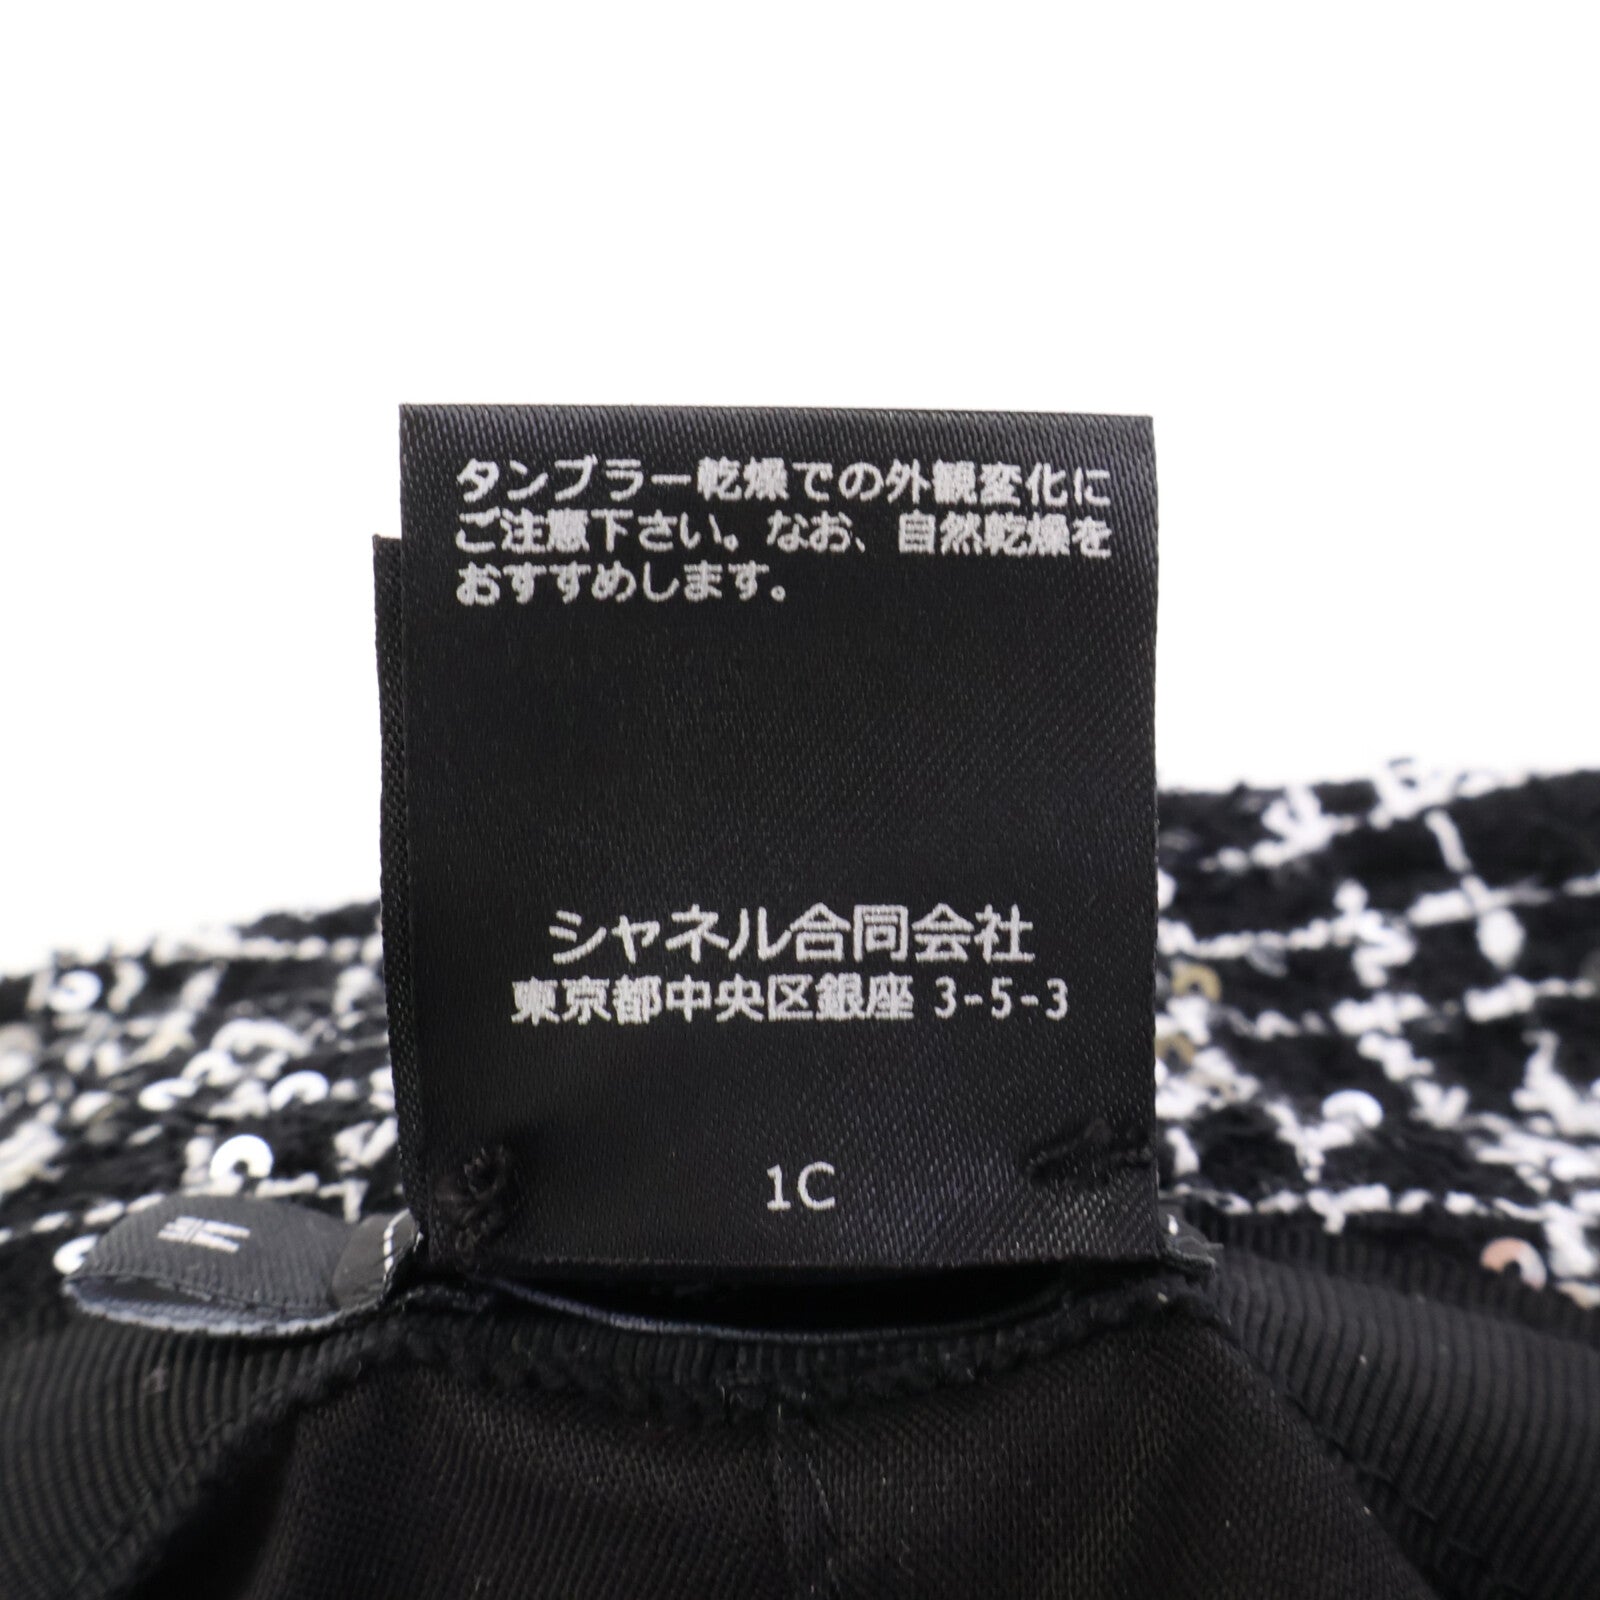 タンブラー乾燥での外観変化に
ご注意下さい。なお、自然乾燥を
おすすめします。
シャネル合同会社
東京都中央区銀座 3-5-3
1C